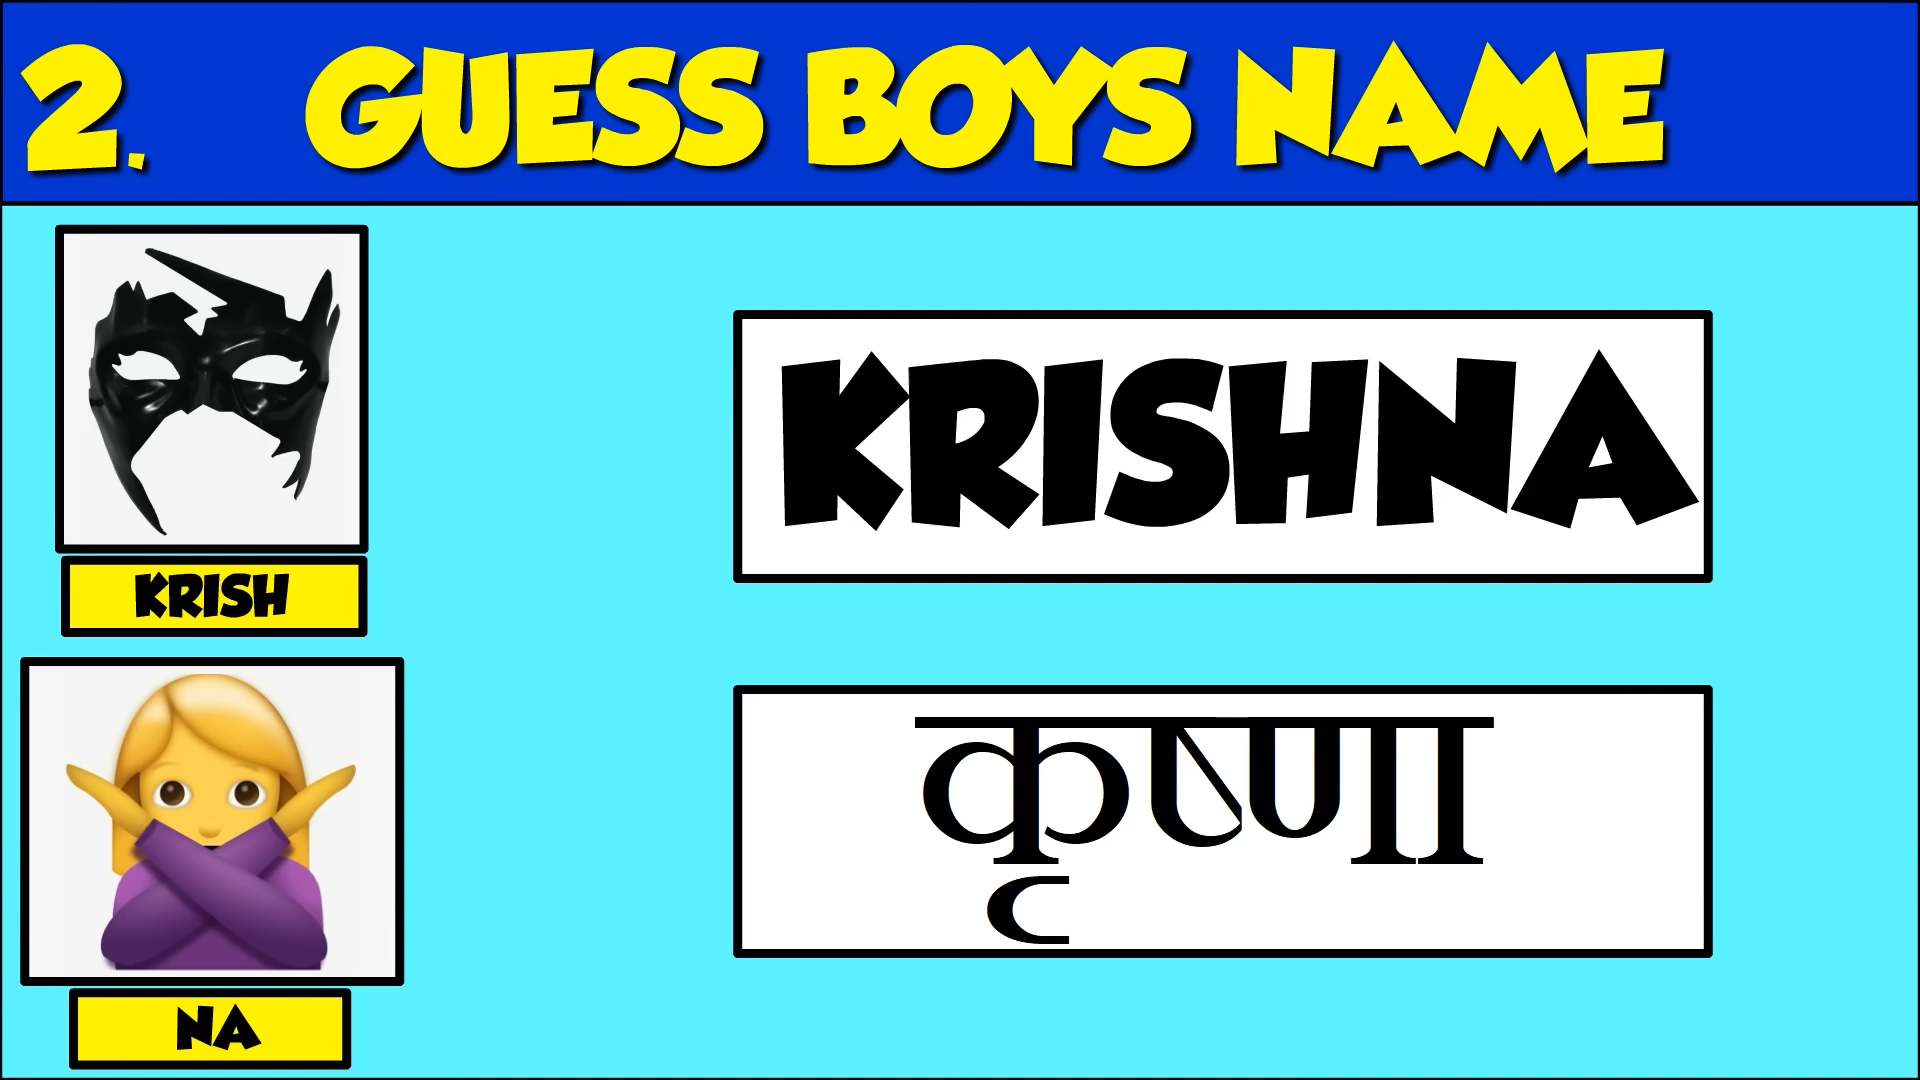 2. GUESS BOYS NAME
KRISH
KRISHNA
कृष्णा
NA